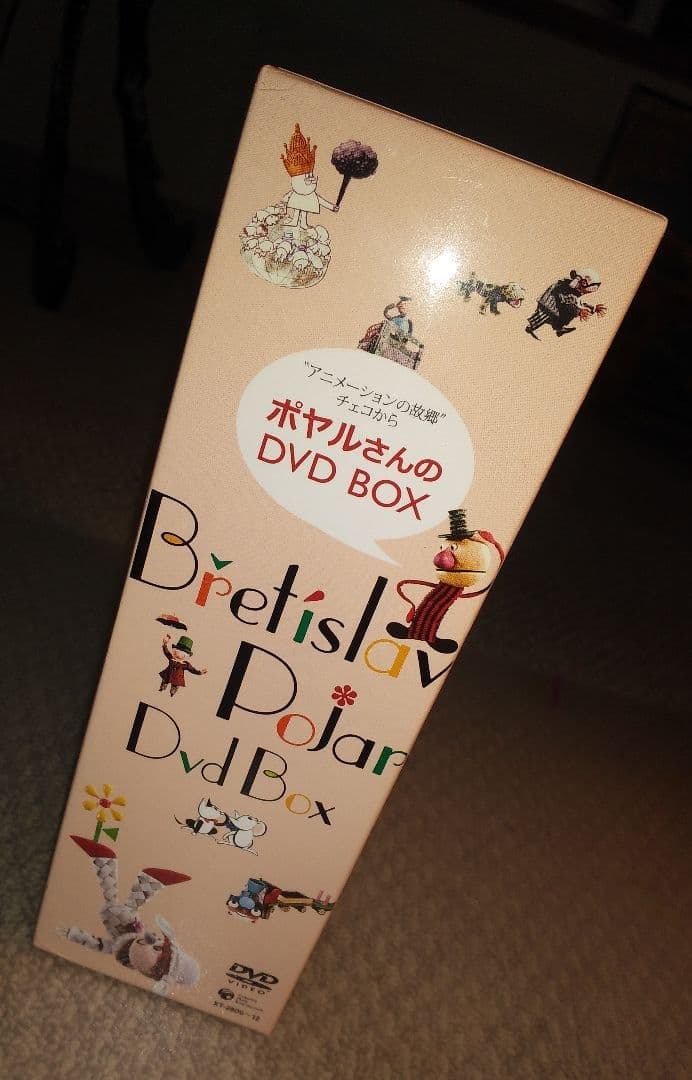 "アニメーションの故郷"
チェコから
ポヤルさんの
DVD BOX
Břetislav
Pojar
Dvd Box
DVD
VIDEO